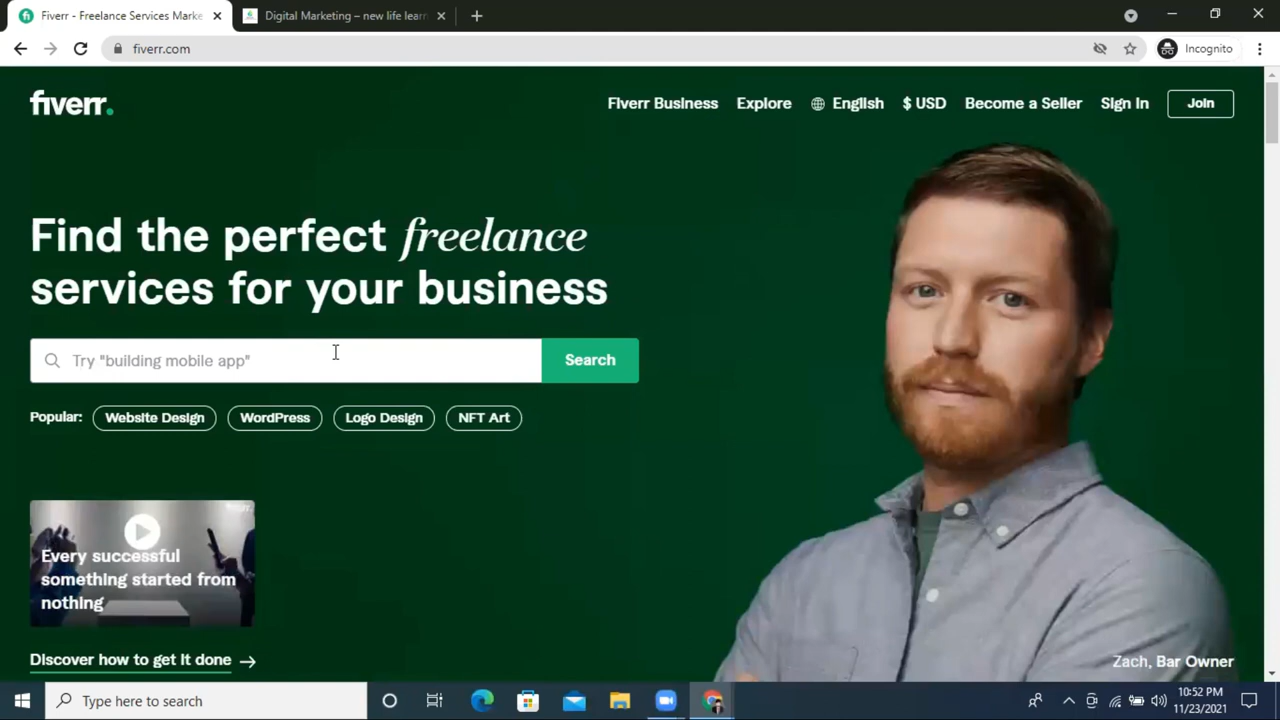 Fiverr - Freelance Services Marke
Digital Marketing – new life learn
fiverr.com
Incognito
fiverr.
Fiverr Business
Explore
English
$ USD
Become a Seller
Sign In
Join
Find the perfect freelance
services for your business
Try "building mobile app"
Search
Popular:
Website Design
WordPress
Logo Design
NFT Art
fiverr.
Every successful
something started from
nothing
Discover how to get it done →
Zach, Bar Owner
Type here to search
10:52 PM
11/23/2021